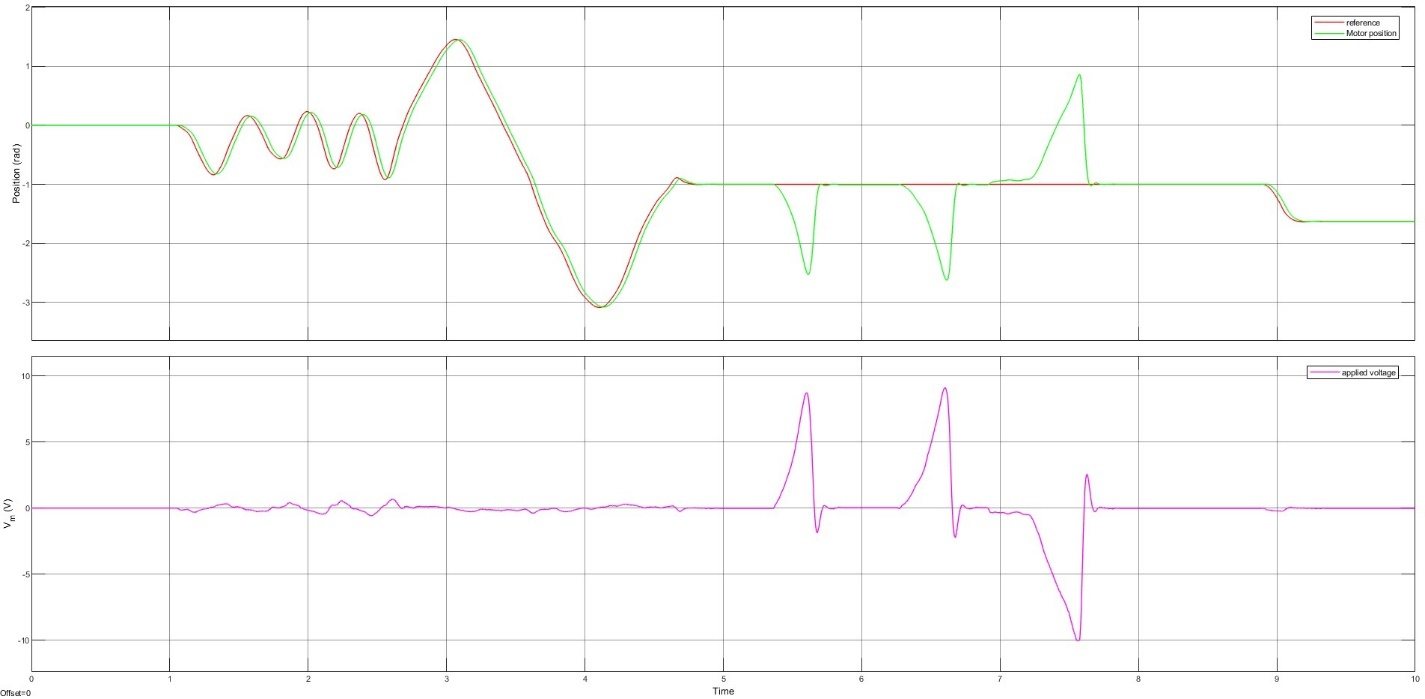 2
reference
Motor position
1
0
Position (rad)
-1
-2
-3
10
applied voltage
5
0
V_m (V)
-5
-10
0 1 2 3 4 5 6 7 8 9 10
Time
Offset=0